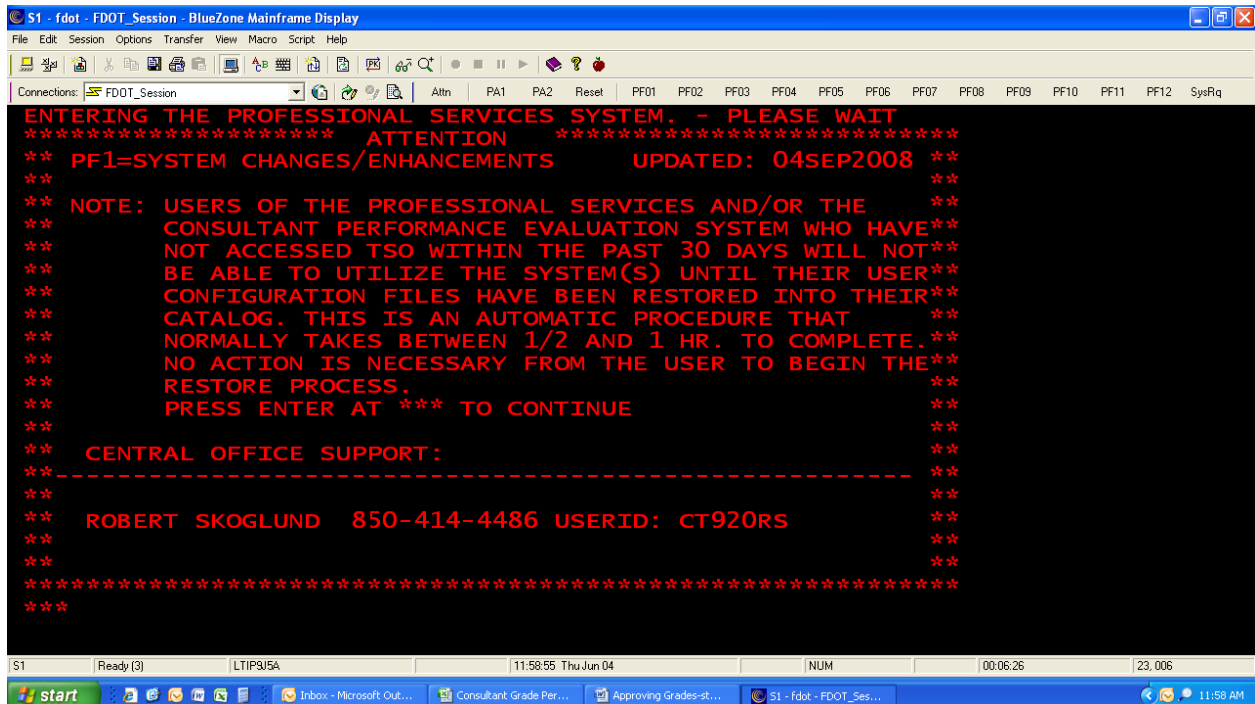 S1 - fdot - FDOT_Session - BlueZone Mainframe Display
File Edit Session Options Transfer View Macro Script Help
Connections: FDOT_Session Attn PA1 PA2 Reset PF01 PF02 PF03 PF04 PF05 PF06 PF07 PF08 PF09 PF10 PF11 PF12 SysRq
ENTERING THE PROFESSIONAL SERVICES SYSTEM. - PLEASE WAIT
******************** ATTENTION **************************
** PF1=SYSTEM CHANGES/ENHANCEMENTS UPDATED: 04SEP2008 **
** **
** NOTE: USERS OF THE PROFESSIONAL SERVICES AND/OR THE **
** CONSULTANT PERFORMANCE EVALUATION SYSTEM WHO HAVE**
** NOT ACCESSED TSO WITHIN THE PAST 30 DAYS WILL NOT**
** BE ABLE TO UTILIZE THE SYSTEM(S) UNTIL THEIR USER**
** CONFIGURATION FILES HAVE BEEN RESTORED INTO THEIR**
** CATALOG. THIS IS AN AUTOMATIC PROCEDURE THAT **
** NORMALLY TAKES BETWEEN 1/2 AND 1 HR. TO COMPLETE.**
** NO ACTION IS NECESSARY FROM THE USER TO BEGIN THE**
** RESTORE PROCESS. **
** PRESS ENTER AT *** TO CONTINUE **
** **
** CENTRAL OFFICE SUPPORT: **
**------------------------------------------------------- **
** **
** ROBERT SKOGLUND 850-414-4486 USERID: CT920RS **
** **
** **
************************************************************
***
S1 Ready (3) LTIP9J5A 11:58:55 Thu Jun 04 NUM 00:06:26 23, 006
start Inbox - Microsoft Out... Consultant Grade Per... Approving Grades-st... S1 - fdot - FDOT_Ses... 11:58 AM